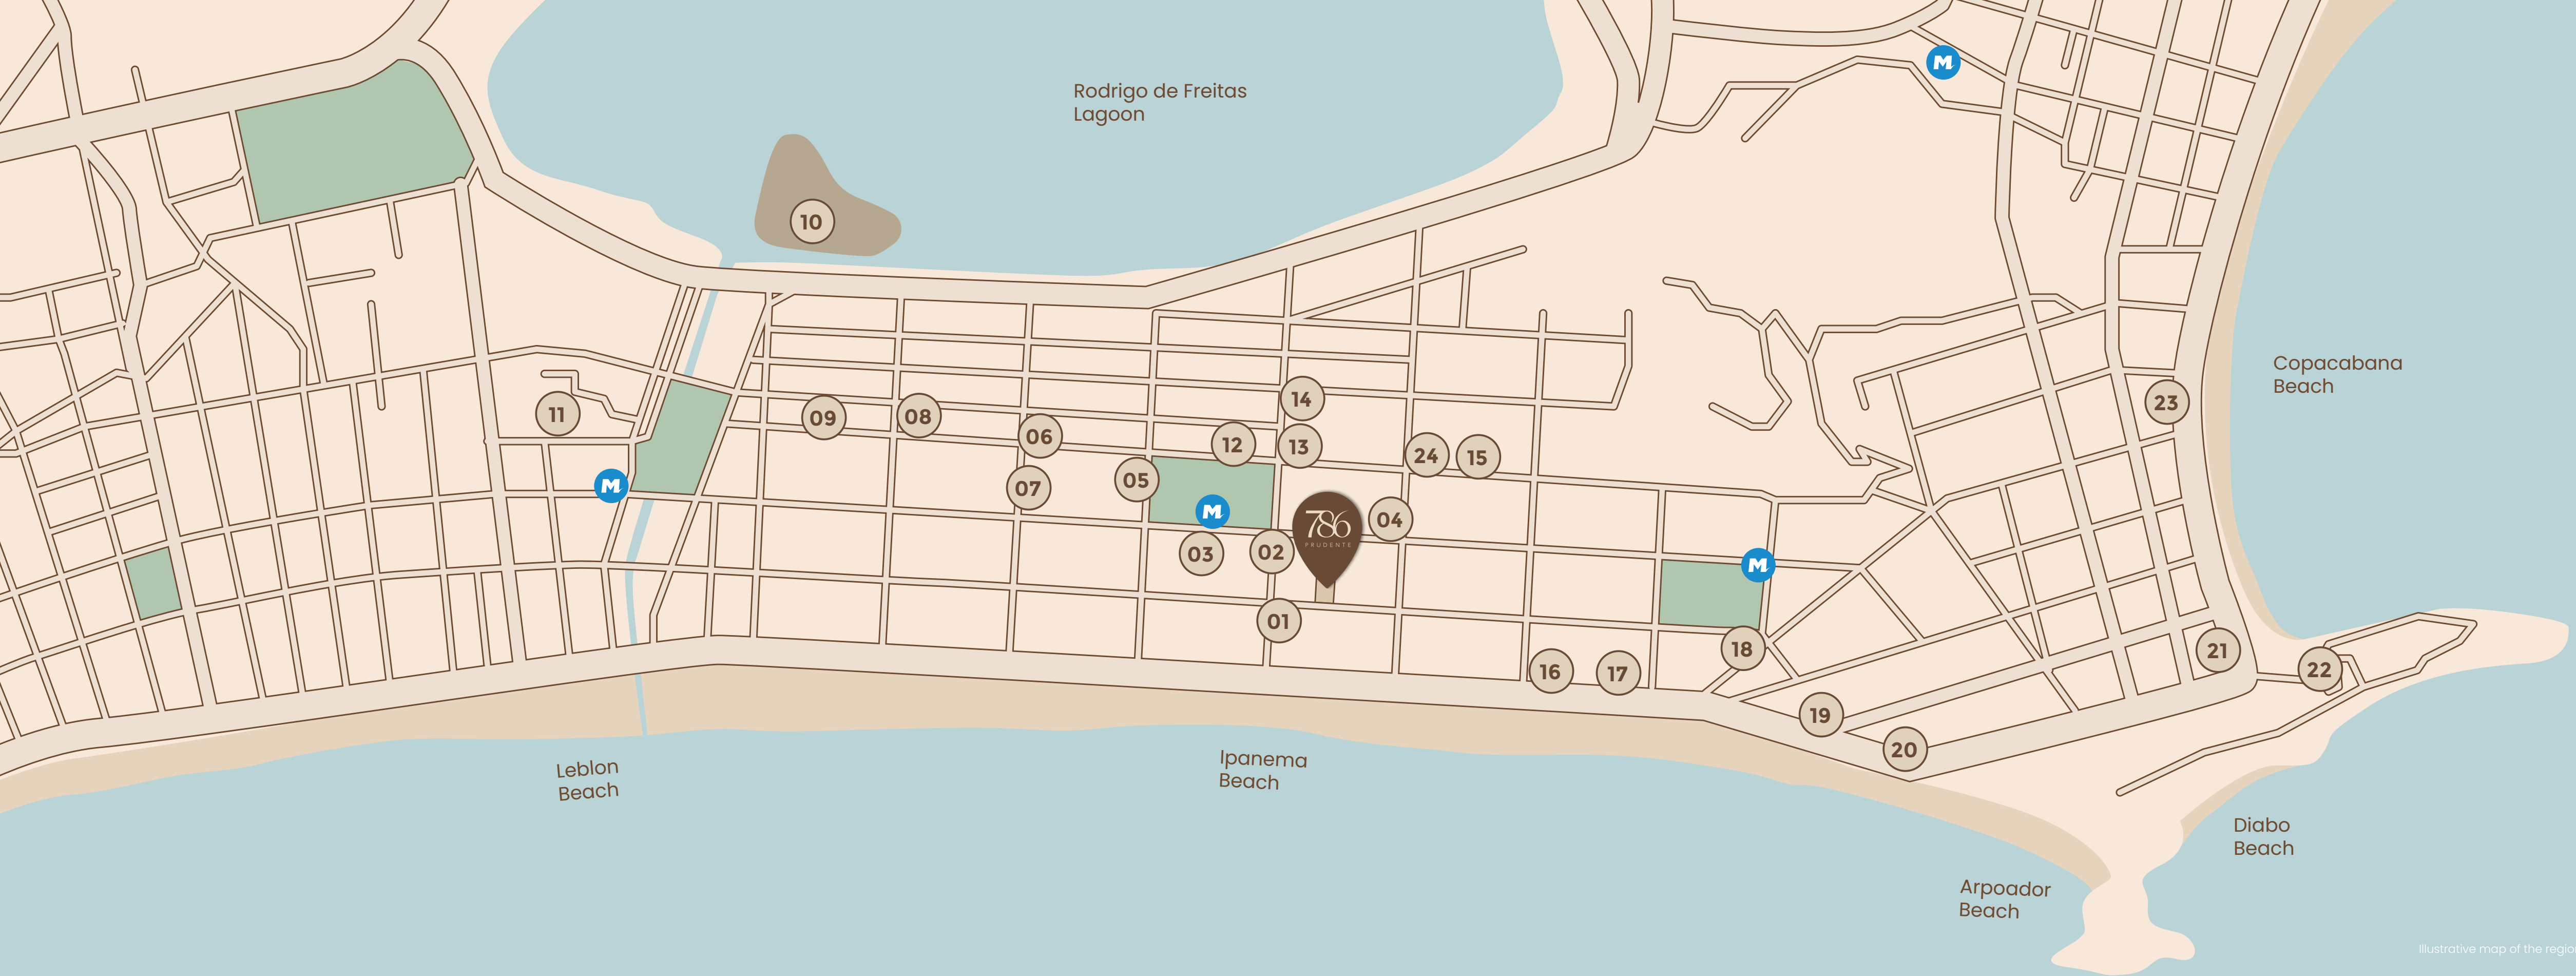 Rodrigo de Freitas
Lagoon
M
10
Copacabana
Beach
14
23
11
09
08
06
12
13
24
15
M
07
05
M
786
PRUDENTE
04
03
02
M
01
18
21
16
17
22
19
20
Leblon
Beach
Ipanema
Beach
Diabo
Beach
Arpoador
Beach
Illustrative map of the regio